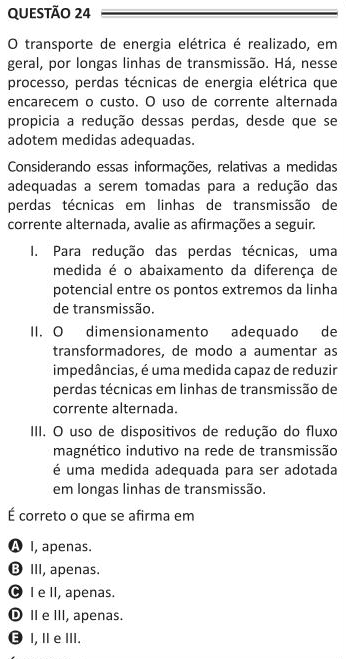 QUESTÃO 24
O transporte de energia elétrica é realizado, em
geral, por longas linhas de transmissão. Há, nesse
processo, perdas técnicas de energia elétrica que
encarecem o custo. O uso de corrente alternada
propicia a redução dessas perdas, desde que se
adotem medidas adequadas.
Considerando essas informações, relativas a medidas
adequadas a serem tomadas para a redução das
perdas técnicas em linhas de transmissão de
corrente alternada, avalie as afirmações a seguir.
I. Para redução das perdas técnicas, uma
medida é o abaixamento da diferença de
potencial entre os pontos extremos da linha
de transmissão.
II. O dimensionamento adequado de
transformadores, de modo a aumentar as
impedâncias, é uma medida capaz de reduzir
perdas técnicas em linhas de transmissão de
corrente alternada.
III. O uso de dispositivos de redução do fluxo
magnético indutivo na rede de transmissão
é uma medida adequada para ser adotada
em longas linhas de transmissão.
É correto o que se afirma em
A I, apenas.
B III, apenas.
C I e II, apenas.
D II e III, apenas.
E I, II e III.